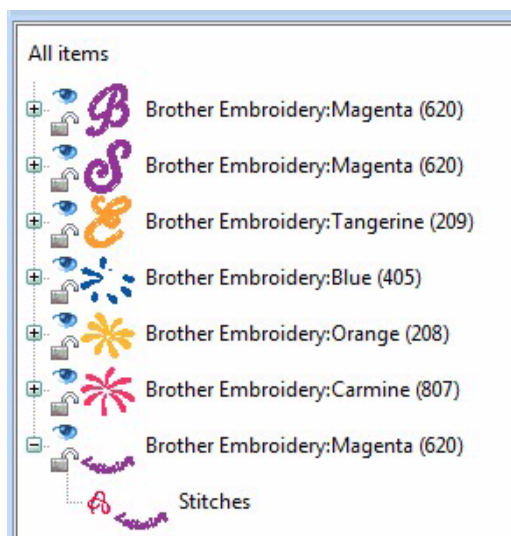 All items
Brother Embroidery:Magenta (620)
Brother Embroidery:Magenta (620)
Brother Embroidery:Tangerine (209)
Brother Embroidery:Blue (405)
Brother Embroidery:Orange (208)
Brother Embroidery:Carmine (807)
Brother Embroidery:Magenta (620)
Stitches